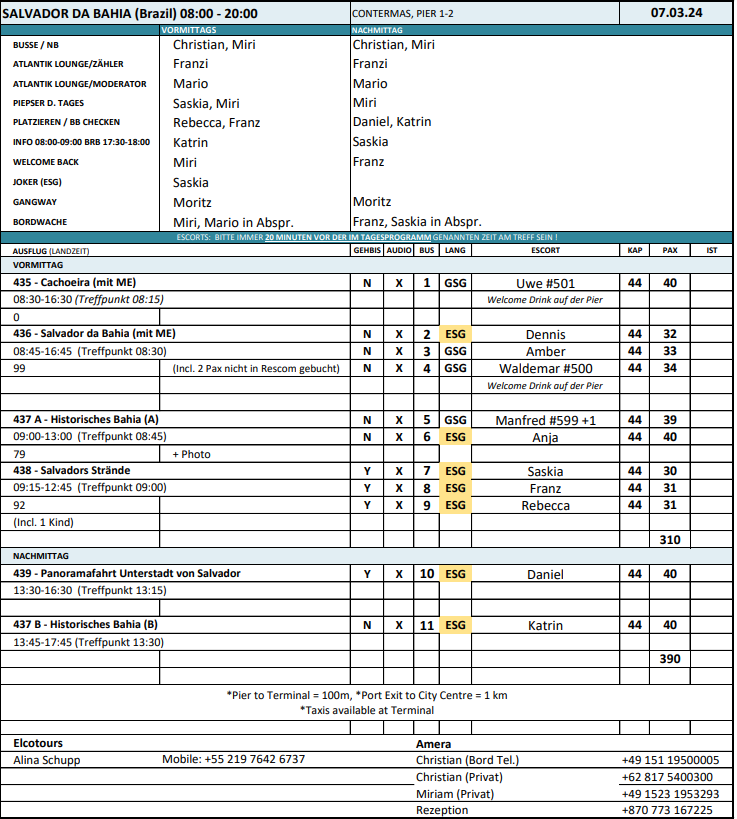 SALVADOR DA BAHIA (Brazil) 08:00 - 20:00 CONTERMAS, PIER 1-2 07.03.24
VORMITTAGS NACHMITTAG
BUSSE / NB Christian, Miri Christian, Miri
ATLANTIK LOUNGE/ZÄHLER Franzi Franzi
ATLANTIK LOUNGE/MODERATOR Mario Mario
PIEPSER D. TAGES Saskia, Miri Miri
PLATZIEREN / BB CHECKEN Rebecca, Franz Daniel, Katrin
INFO 08:00-09:00 BRB 17:30-18:00 Katrin Saskia
WELCOME BACK Miri Franz
JOKER (ESG) Saskia
GANGWAY Moritz Moritz
BORDWACHE Miri, Mario in Abspr. Franz, Saskia in Abspr.
ESCORTS: BITTE IMMER 20 MINUTEN VOR DER IM TAGESPROGRAMM GENANNTEN ZEIT AM TREFF SEIN !
AUSFLUG (LANDZEIT) GEHBIS AUDIO BUS LANG ESCORT KAP PAX IST
VORMITTAG
435 - Cachoeira (mit ME) N X 1 GSG Uwe #501 44 40
08:30-16:30 (Treffpunkt 08:15) Welcome Drink auf der Pier
0
436 - Salvador da Bahia (mit ME) N X 2 ESG Dennis 44 32
08:45-16:45 (Treffpunkt 08:30) N X 3 GSG Amber 44 33
99 (Incl. 2 Pax nicht in Rescom gebucht) N X 4 GSG Waldemar #500 44 34
Welcome Drink auf der Pier
437 A - Historisches Bahia (A) N X 5 GSG Manfred #599 +1 44 39
09:00-13:00 (Treffpunkt 08:45) N X 6 ESG Anja 44 40
79 + Photo
438 - Salvadors Strände Y X 7 ESG Saskia 44 30
09:15-12:45 (Treffpunkt 09:00) Y X 8 ESG Franz 44 31
92 Y X 9 ESG Rebecca 44 31
(Incl. 1 Kind)
310
NACHMITTAG
439 - Panoramafahrt Unterstadt von Salvador Y X 10 ESG Daniel 44 40
13:30-16:30 (Treffpunkt 13:15)
437 B - Historisches Bahia (B) N X 11 ESG Katrin 44 40
13:45-17:45 (Treffpunkt 13:30)
390
*Pier to Terminal = 100m, *Port Exit to City Centre = 1 km
*Taxis available at Terminal
Elcotours Amera
Alina Schupp Mobile: +55 219 7642 6737 Christian (Bord Tel.) +49 151 19500005
Christian (Privat) +62 817 5400300
Miriam (Privat) +49 1523 1953293
Rezeption +870 773 167225